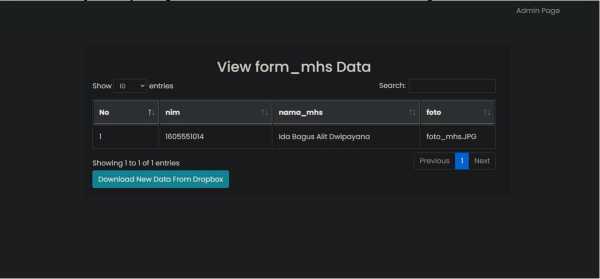 Admin Page
View form_mhs Data
Show 10 entries
Search:
No nim nama_mhs foto
1 1605551014 Ida Bagus Alit Dwipayana foto_mhs.JPG
Showing 1 to 1 of 1 entries
Previous 1 Next
Download New Data From Dropbox